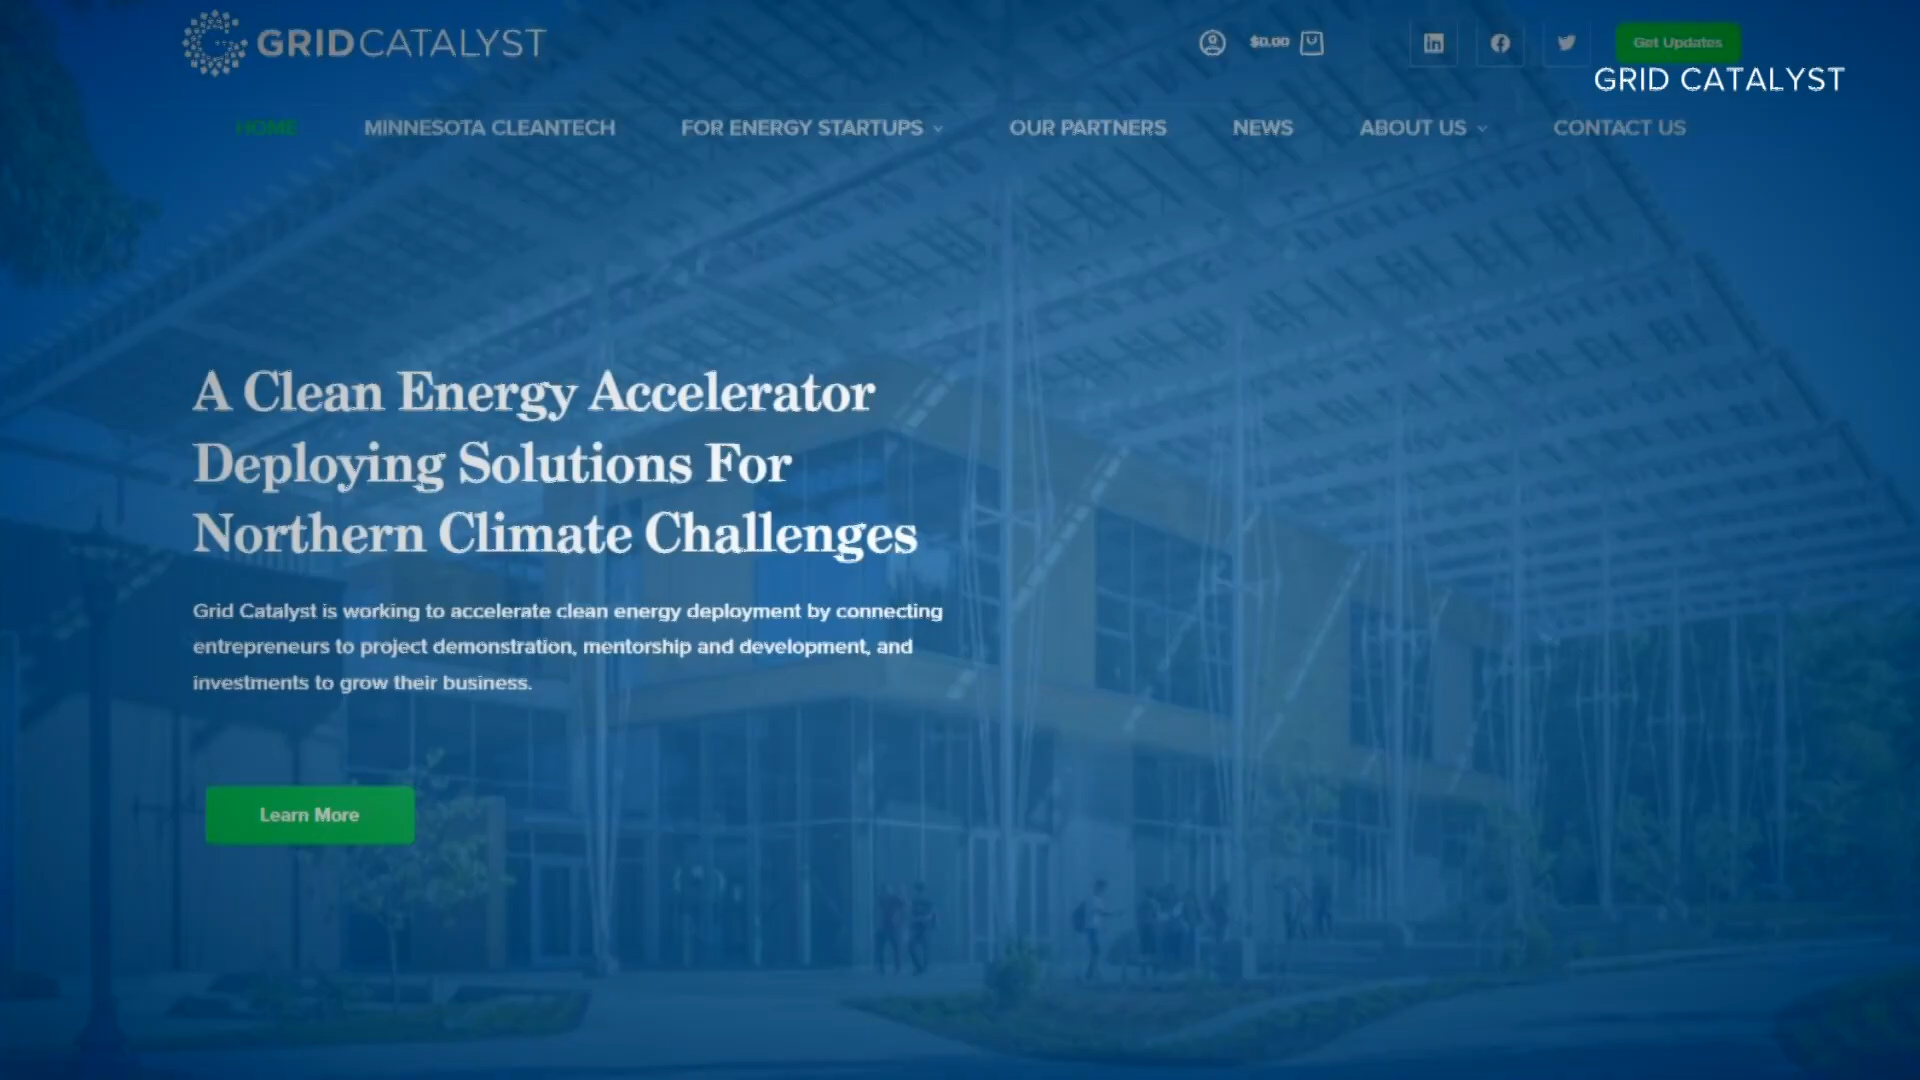 GRIDCATALYST
$0.00
Get Updates
GRID CATALYST
HOME
MINNESOTA CLEANTECH
FOR ENERGY STARTUPS
OUR PARTNERS
NEWS
ABOUT US
CONTACT US
A Clean Energy Accelerator
Deploying Solutions For
Northern Climate Challenges
Grid Catalyst is working to accelerate clean energy deployment by connecting
entrepreneurs to project demonstration, mentorship and development, and
investments to grow their business.
Learn More